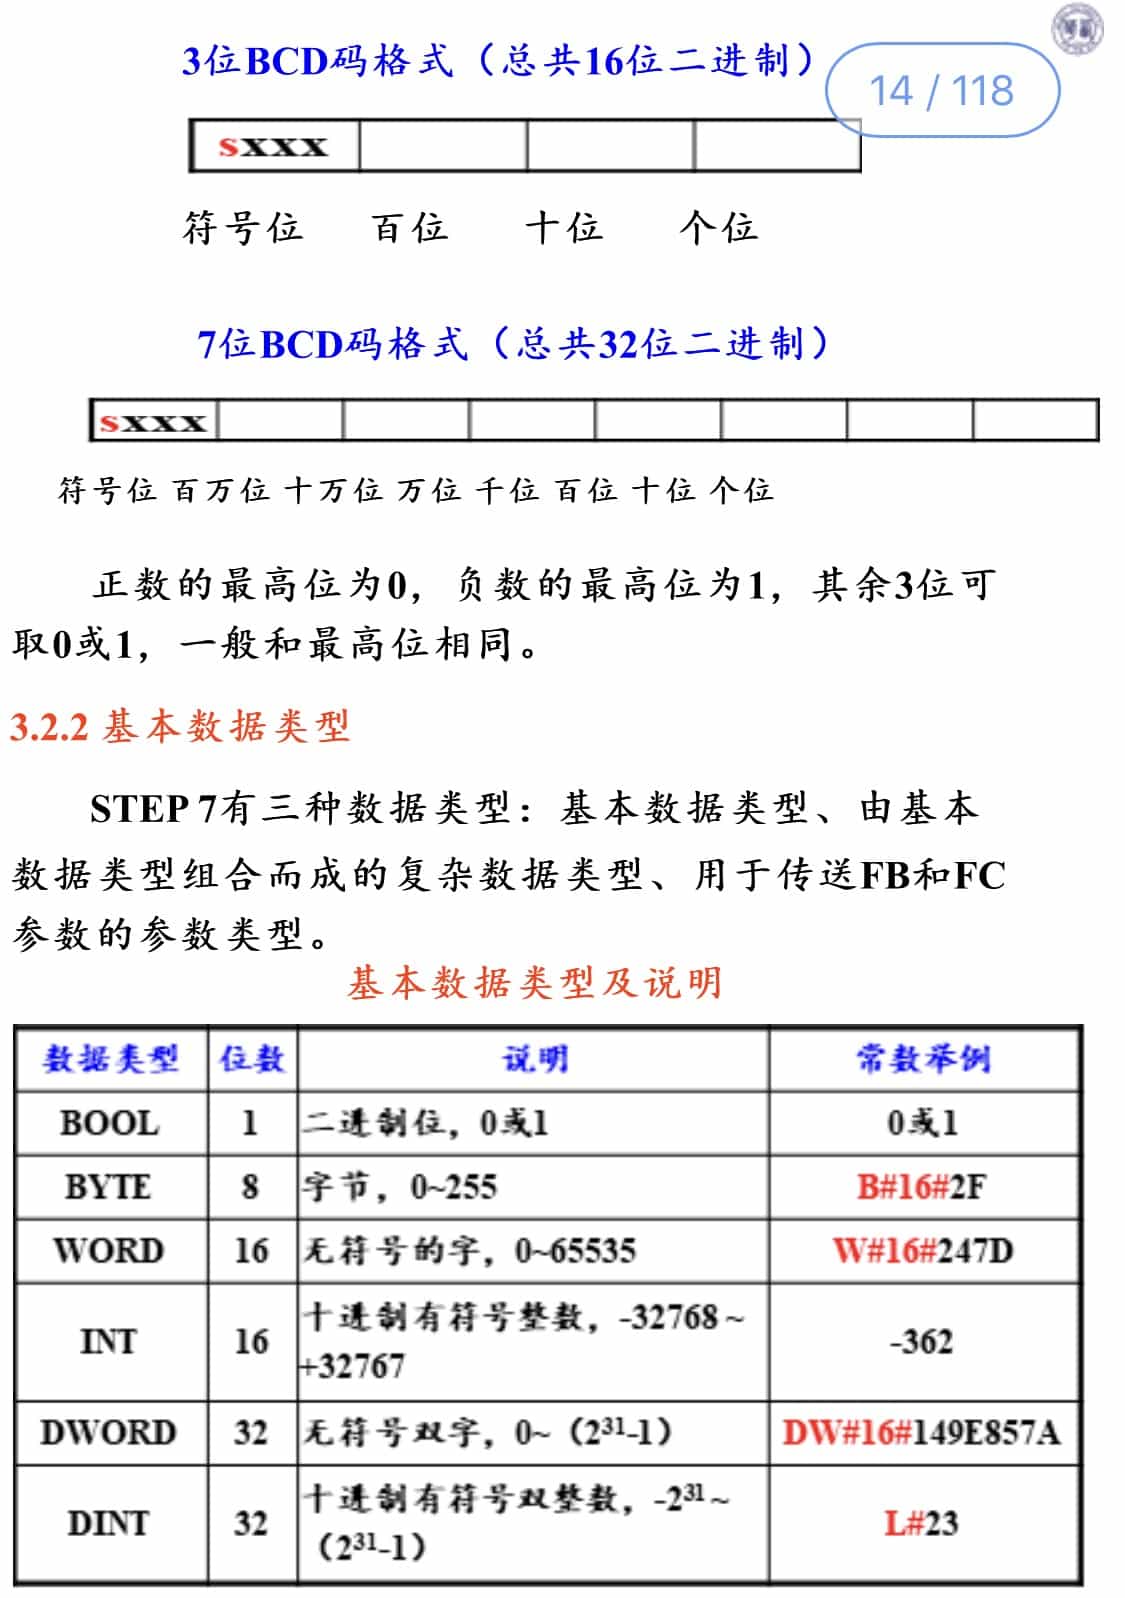 3位BCD码格式（总共16位二进制）
14 / 118
sxxx
符号位 百位 十位 个位
7位BCD码格式（总共32位二进制）
sxxx
符号位 百万位 十万位 万位 千位 百位 十位 个位
正数的最高位为0，负数的最高位为1，其余3位可
取0或1，一般和最高位相同。
3.2.2 基本数据类型
STEP 7有三种数据类型：基本数据类型、由基本
数据类型组合而成的复杂数据类型、用于传送FB和FC
参数的参数类型。
基本数据类型及说明
数据类型 位数 说明 常数举例
BOOL 1 二进制位，0或1 0或1
BYTE 8 字节，0~255 B#16#2F
WORD 16 无符号的字，0~65535 W#16#247D
INT 16 十进制有符号整数，-32768～
+32767 -362
DWORD 32 无符号双字，0~（2³¹-1） DW#16#149E857A
DINT 32 十进制有符号双整数，-2³¹～
（2³¹-1） L#23